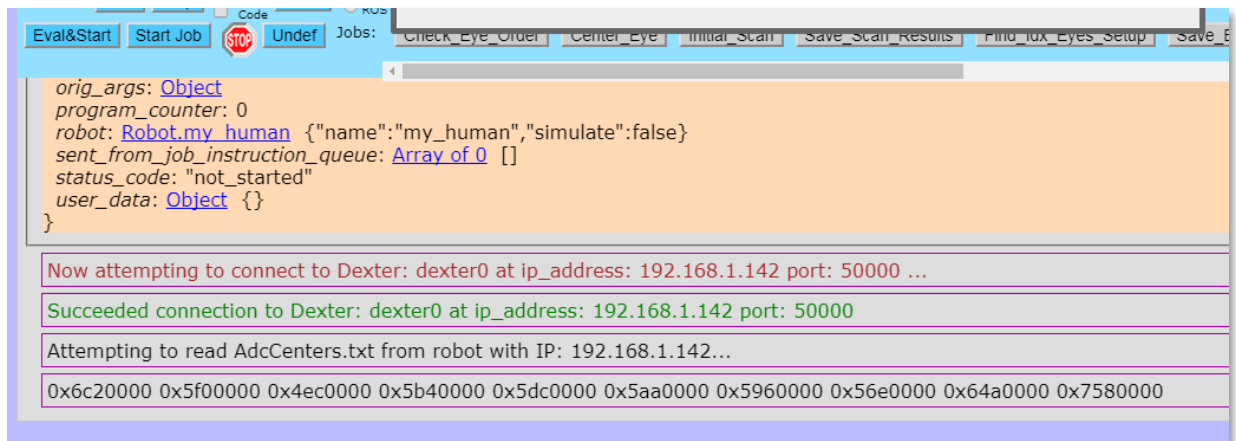 Code
ROS
Eval&Start Start Job STOP Undef Jobs: Check_Eye_Order Center_Eye Initial_Scan Save_Scan_Results Find_Idx_Eyes_Setup
orig_args: Object
program_counter: 0
robot: Robot.my_human {"name":"my_human","simulate":false}
sent_from_job_instruction_queue: Array of 0 []
status_code: "not_started"
user_data: Object {}
}
Now attempting to connect to Dexter: dexter0 at ip_address: 192.168.1.142 port: 50000 ...
Succeeded connection to Dexter: dexter0 at ip_address: 192.168.1.142 port: 50000
Attempting to read AdcCenters.txt from robot with IP: 192.168.1.142...
0x6c20000 0x5f00000 0x4ec0000 0x5b40000 0x5dc0000 0x5aa0000 0x5960000 0x56e0000 0x64a0000 0x7580000